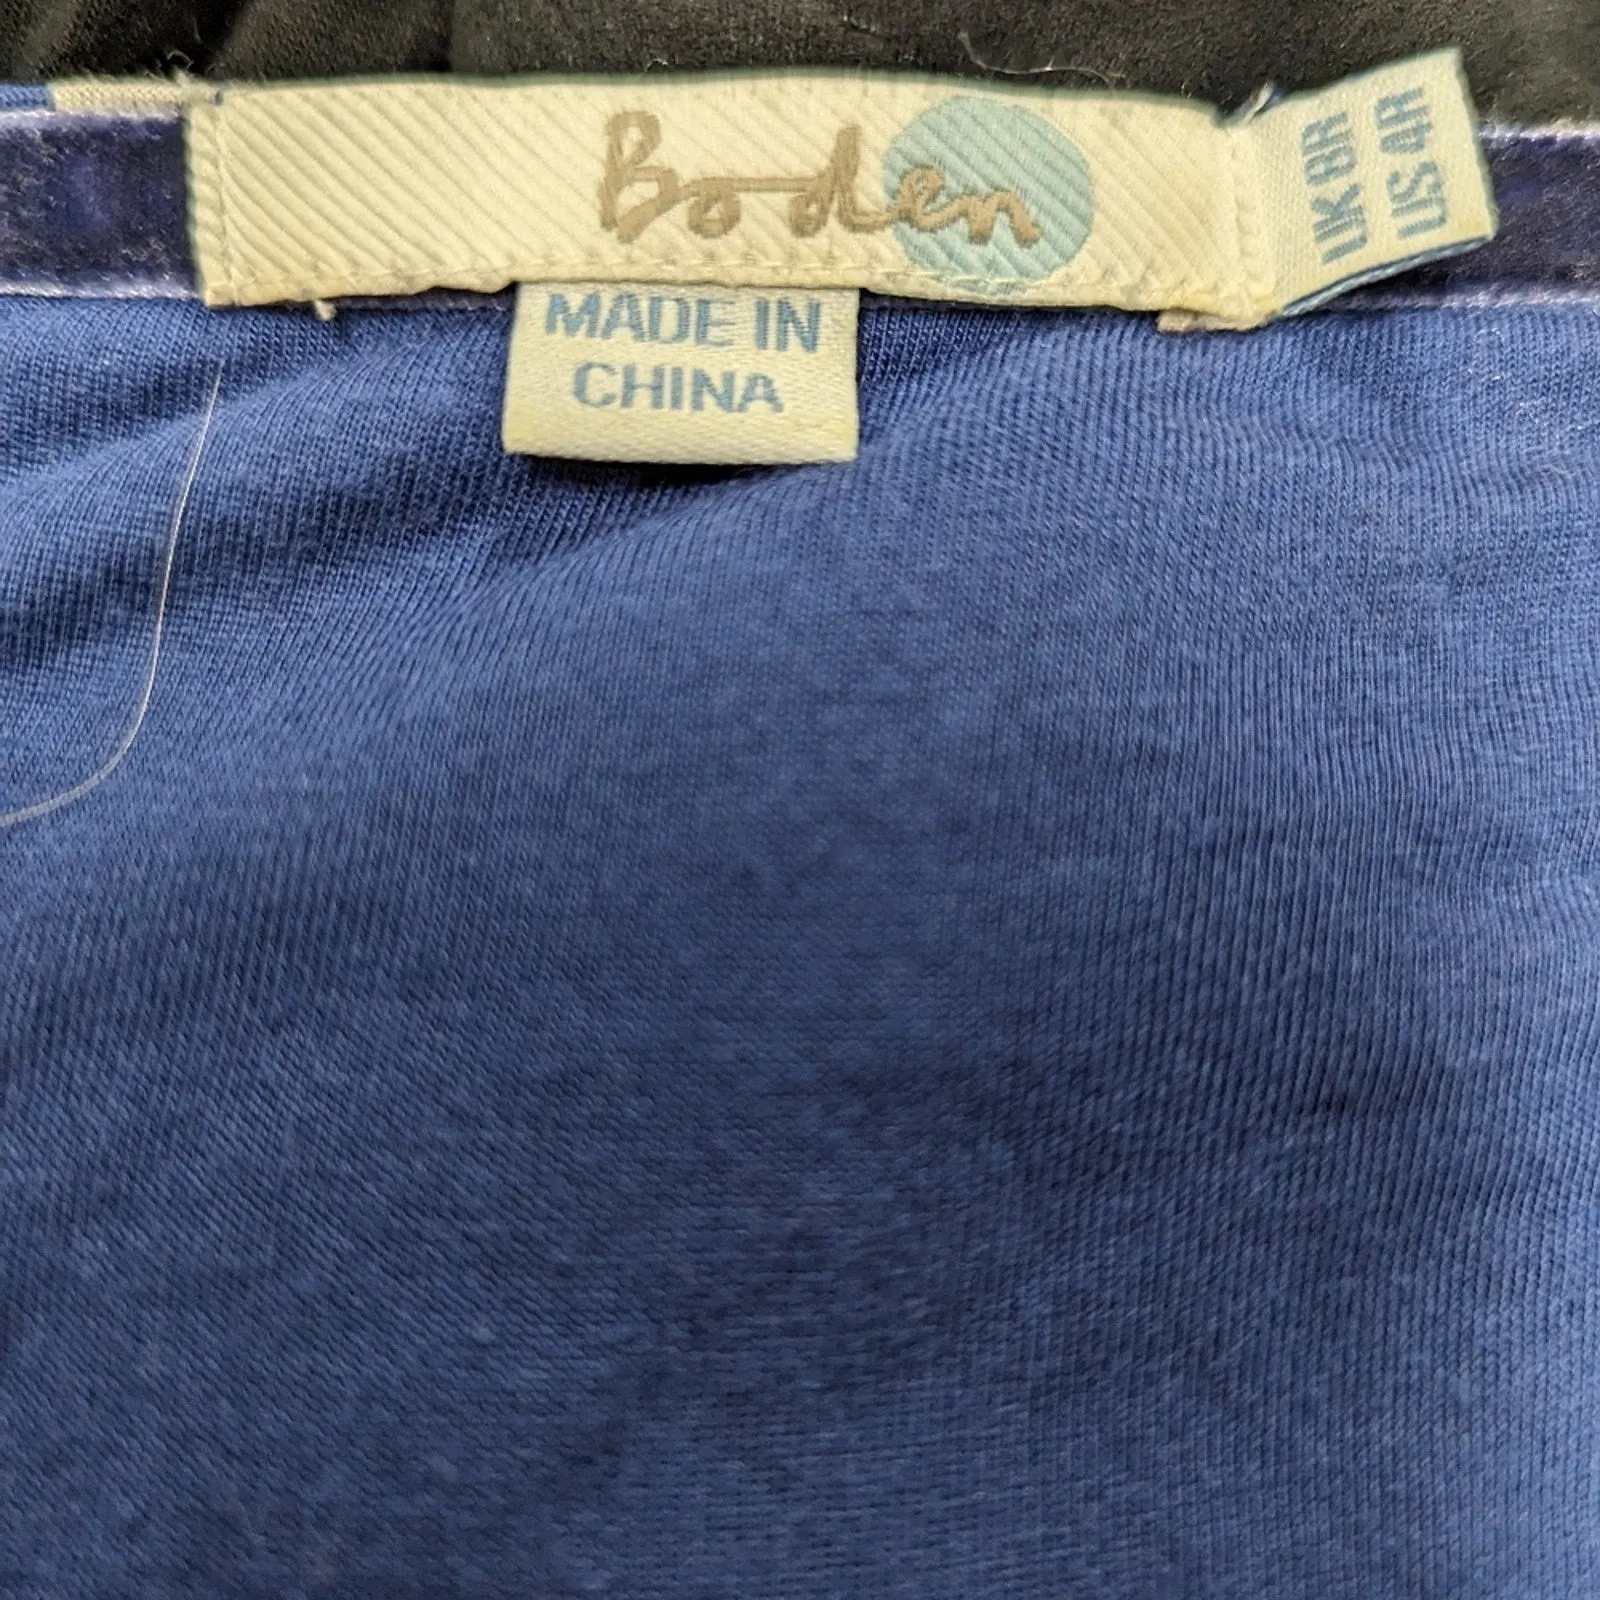 Boden
UK 8R
US 4R
MADE IN
CHINA